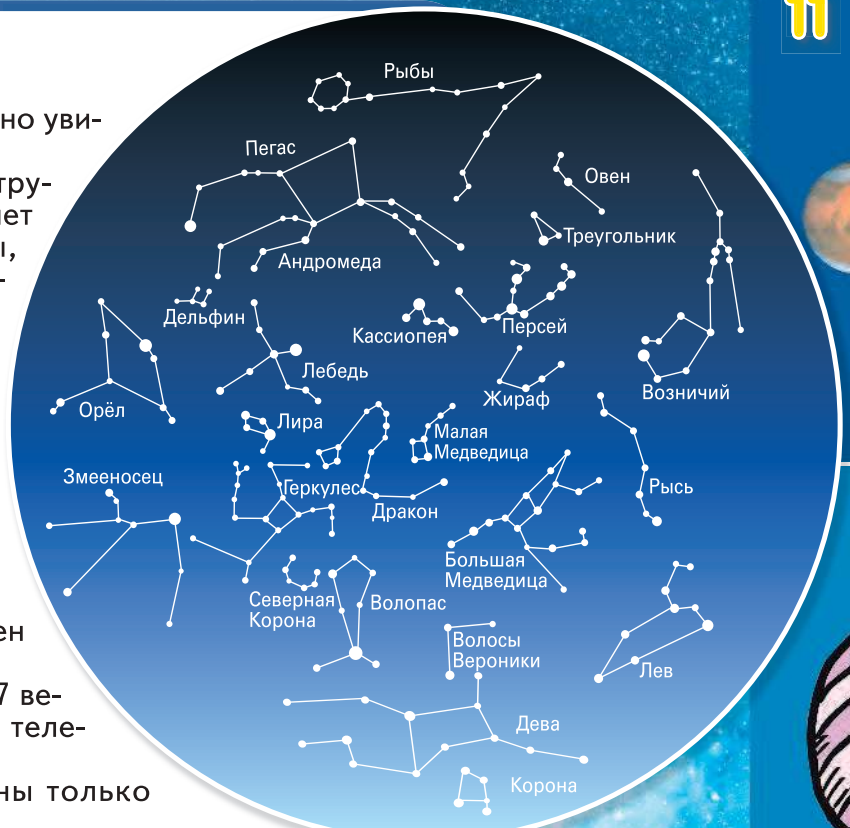 11
но уви-
тру-
ет
ы,
-
ен
7 ве-
теле-
ны только
Рыбы
Пегас
Овен
Треугольник
Андромеда
Дельфин
Кассиопея
Персей
Лебедь
Жираф
Возничий
Орёл
Лира
Малая
Медведица
Змееносец
Геркулес
Дракон
Рысь
Большая
Медведица
Северная
Корона
Волопас
Волосы
Вероники
Лев
Дева
Корона